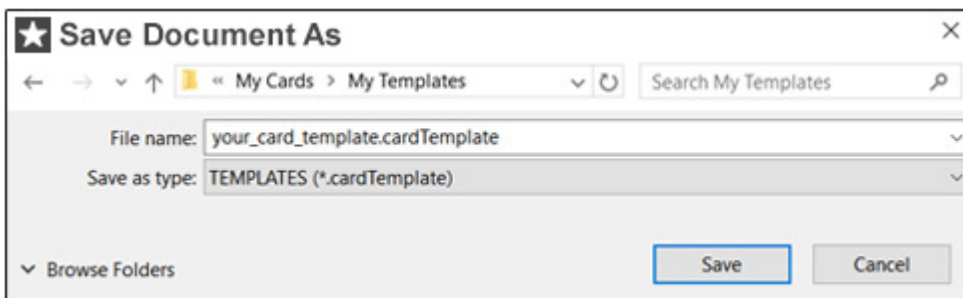 Save Document As
« My Cards > My Templates Search My Templates
File name: your_card_template.cardTemplate
Save as type: TEMPLATES (*.cardTemplate)
Browse Folders Save Cancel